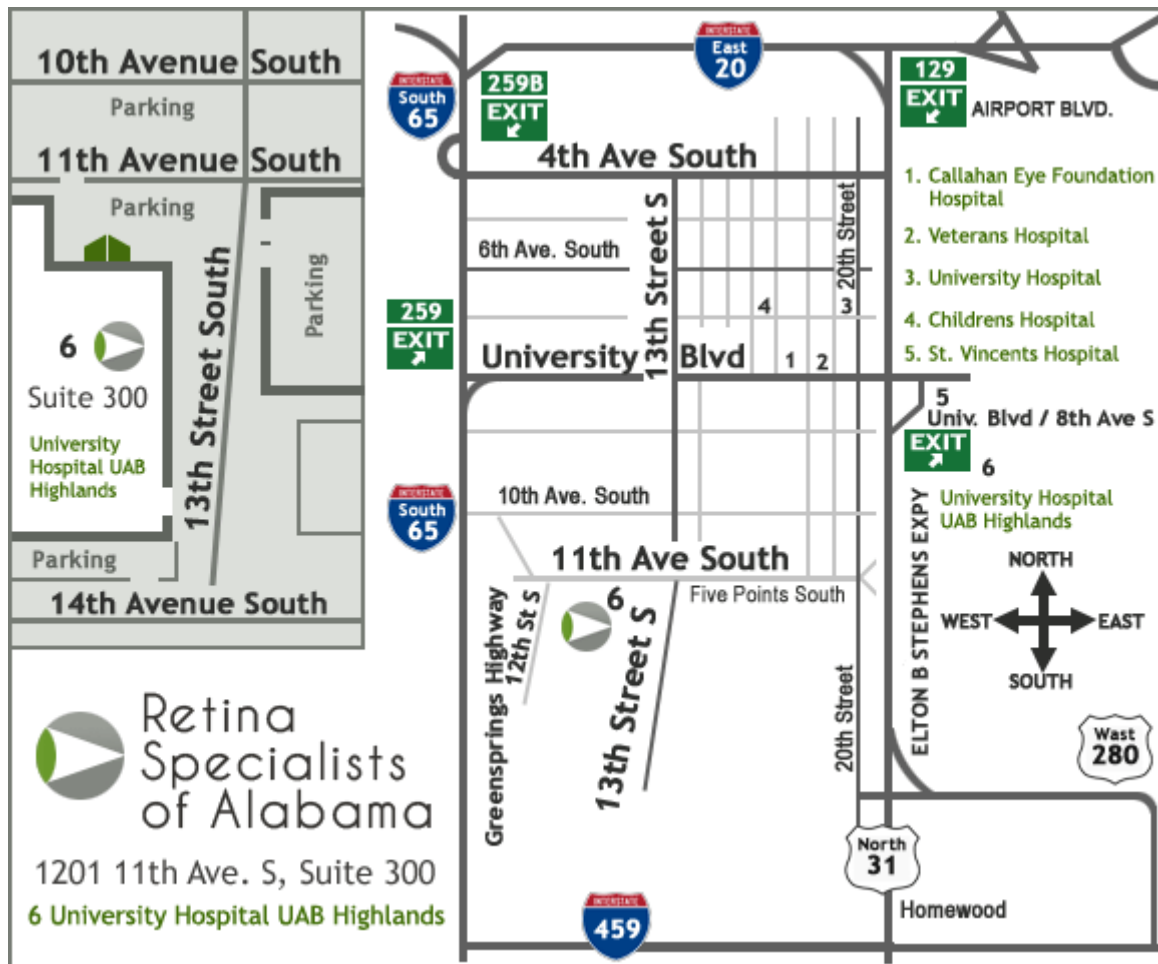 10th Avenue South
Parking
11th Avenue South
Parking
13th Street South
Parking
6
Suite 300
University
Hospital UAB
Highlands
Parking
14th Avenue South
Retina
Specialists
of Alabama
1201 11th Ave. S, Suite 300
6 University Hospital UAB Highlands
INTERSTATE
South
65
259B
EXIT
INTERSTATE
East
20
129
EXIT
AIRPORT BLVD.
4th Ave South
13th Street S
20th Street
6th Ave. South
4
3
259
EXIT
University Blvd
1
2
1. Callahan Eye Foundation
Hospital
2. Veterans Hospital
3. University Hospital
4. Childrens Hospital
5. St. Vincents Hospital
5
Univ. Blvd / 8th Ave S
EXIT
6
University Hospital
UAB Highlands
INTERSTATE
South
65
10th Ave. South
11th Ave South
Five Points South
6
Greensprings Highway
12th St S
13th Street S
20th Street
ELTON B STEPHENS EXPY
NORTH
WEST
EAST
SOUTH
Wast
280
North
31
Homewood
INTERSTATE
459